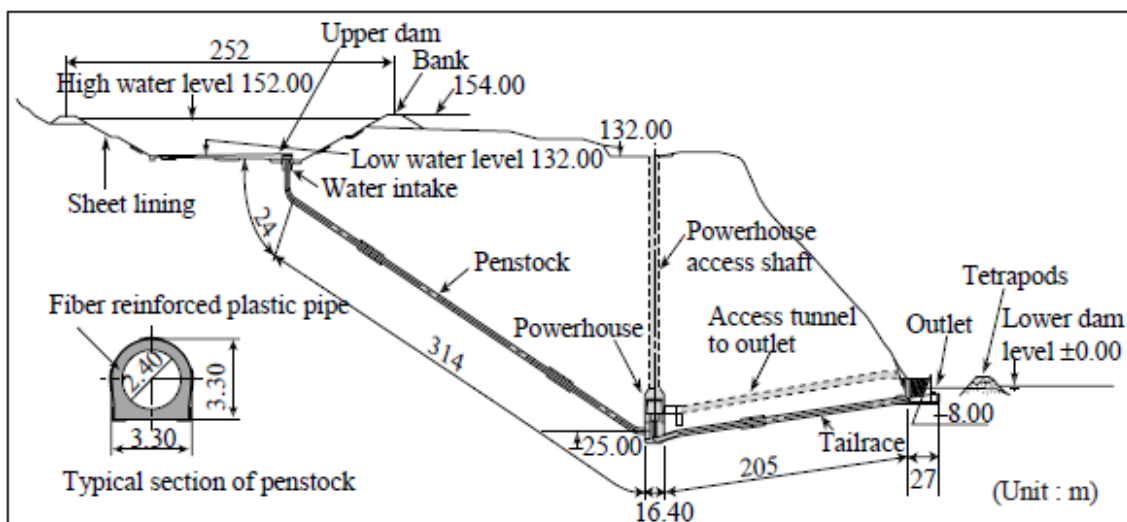 Upper dam
252
Bank
High water level 152.00
154.00
132.00
Low water level 132.00
Water intake
Sheet lining
24
Powerhouse
access shaft
Penstock
Tetrapods
Fiber reinforced plastic pipe
Powerhouse
Access tunnel
to outlet
Outlet
Lower dam
level ±0.00
314
2.40
3.30
3.30
±25.00
-8.00
Tailrace
205
27
Typical section of penstock
16.40
(Unit : m)